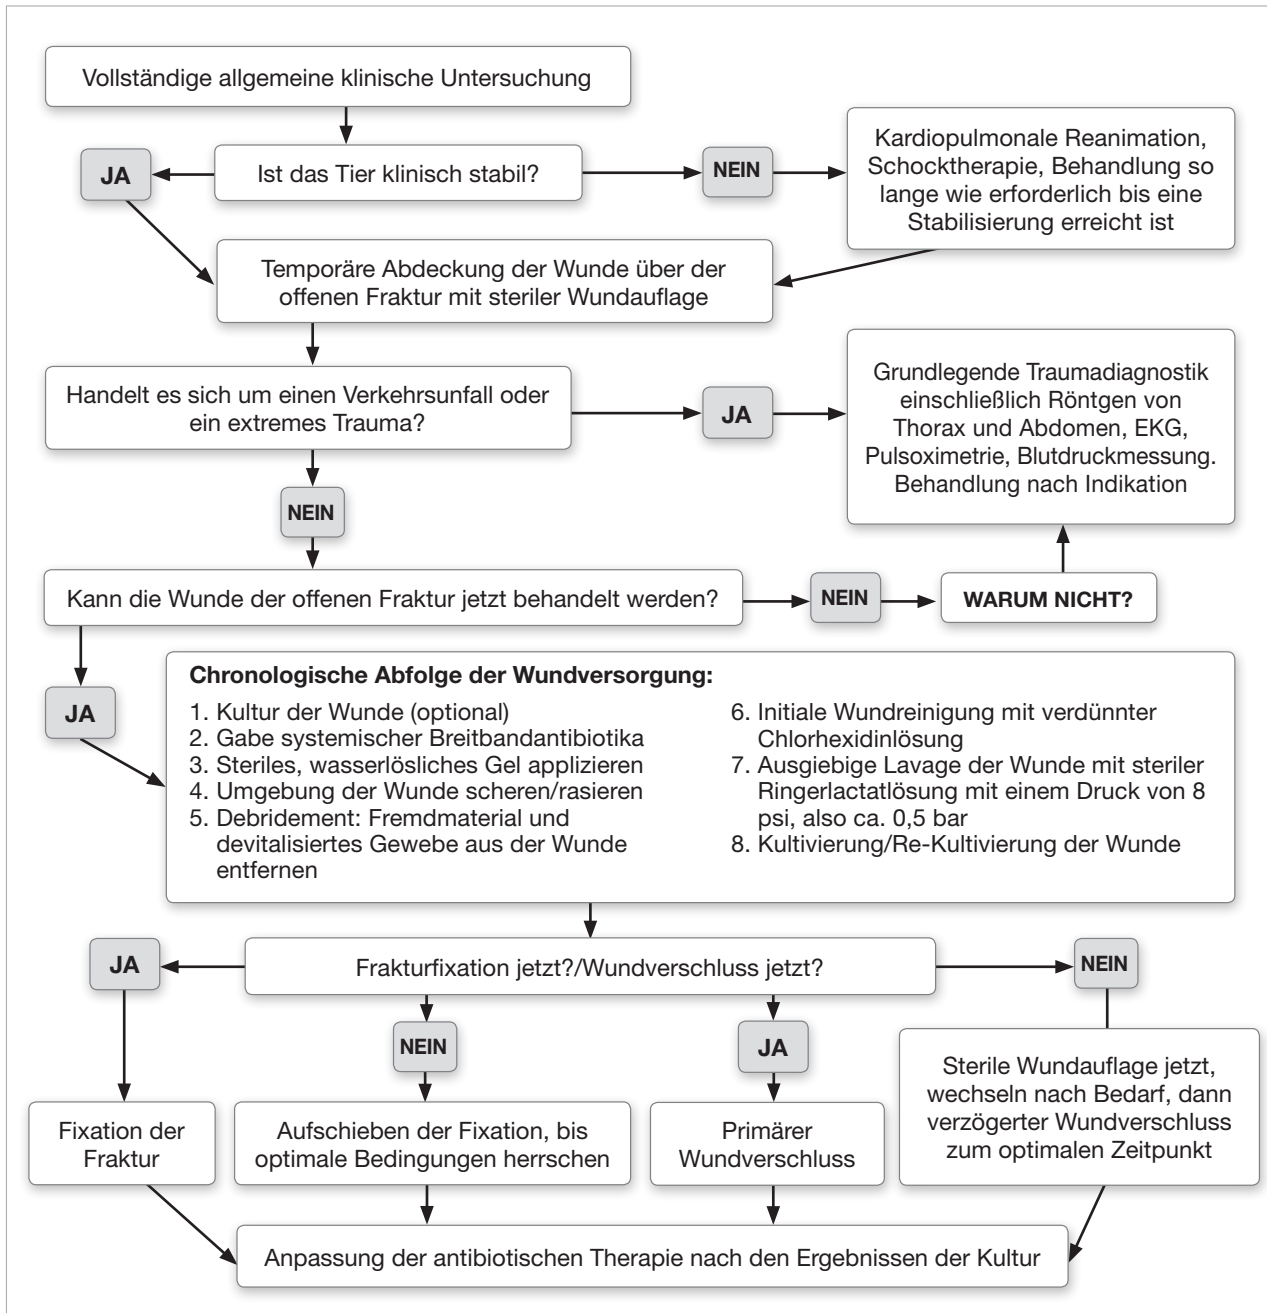 Vollständige allgemeine klinische Untersuchung
JA
Ist das Tier klinisch stabil?
NEIN
Kardiopulmonale Reanimation,
Schocktherapie, Behandlung so
lange wie erforderlich bis eine
Stabilisierung erreicht ist
Temporäre Abdeckung der Wunde über der
offenen Fraktur mit steriler Wundauflage
Handelt es sich um einen Verkehrsunfall oder
ein extremes Trauma?
JA
Grundlegende Traumadiagnostik
einschließlich Röntgen von
Thorax und Abdomen, EKG,
Pulsoximetrie, Blutdruckmessung.
Behandlung nach Indikation
NEIN
Kann die Wunde der offenen Fraktur jetzt behandelt werden?
NEIN
WARUM NICHT?
JA
Chronologische Abfolge der Wundversorgung:
1. Kultur der Wunde (optional)
2. Gabe systemischer Breitbandantibiotika
3. Steriles, wasserlösliches Gel applizieren
4. Umgebung der Wunde scheren/rasieren
5. Debridement: Fremdmaterial und
devitalisiertes Gewebe aus der Wunde
entfernen
6. Initiale Wundreinigung mit verdünnter
Chlorhexidinlösung
7. Ausgiebige Lavage der Wunde mit steriler
Ringerlactatlösung mit einem Druck von 8
psi, also ca. 0,5 bar
8. Kultivierung/Re-Kultivierung der Wunde
JA
Frakturfixation jetzt?/Wundverschluss jetzt?
NEIN
NEIN
JA
Fixation der
Fraktur
Aufschieben der Fixation, bis
optimale Bedingungen herrschen
Primärer
Wundverschluss
Sterile Wundauflage jetzt,
wechseln nach Bedarf, dann
verzögerter Wundverschluss
zum optimalen Zeitpunkt
Anpassung der antibiotischen Therapie nach den Ergebnissen der Kultur